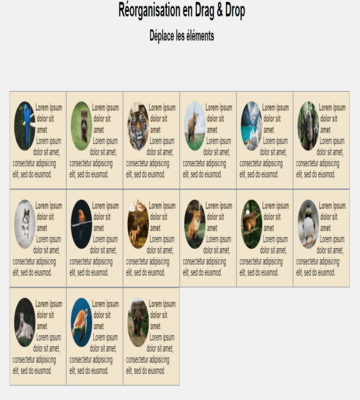 Réorganisation en Drag & Drop
Déplace les éléments
Lorem ipsum
dolor sit
amet
Lorem ipsum
dolor sit amet,
consectetur adipiscing
elit, sed do eiusmod.
Lorem ipsum
dolor sit
amet
Lorem ipsum
dolor sit amet,
consectetur adipiscing
elit, sed do eiusmod.
Lorem ipsum
dolor sit
amet
Lorem ipsum
dolor sit amet,
consectetur adipiscing
elit, sed do eiusmod.
Lorem ipsum
dolor sit
amet
Lorem ipsum
dolor sit amet,
consectetur adipiscing
elit, sed do eiusmod.
Lorem ipsum
dolor sit
amet
Lorem ipsum
dolor sit amet,
consectetur adipiscing
elit, sed do eiusmod.
Lorem ipsum
dolor sit
amet
Lorem ipsum
dolor sit amet,
consectetur adipiscing
elit, sed do eiusmod.
Lorem ipsum
dolor sit
amet
Lorem ipsum
dolor sit amet,
consectetur adipiscing
elit, sed do eiusmod.
Lorem ipsum
dolor sit
amet
Lorem ipsum
dolor sit amet,
consectetur adipiscing
elit, sed do eiusmod.
Lorem ipsum
dolor sit
amet
Lorem ipsum
dolor sit amet,
consectetur adipiscing
elit, sed do eiusmod.
Lorem ipsum
dolor sit
amet
Lorem ipsum
dolor sit amet,
consectetur adipiscing
elit, sed do eiusmod.
Lorem ipsum
dolor sit
amet
Lorem ipsum
dolor sit amet,
consectetur adipiscing
elit, sed do eiusmod.
Lorem ipsum
dolor sit
amet
Lorem ipsum
dolor sit amet,
consectetur adipiscing
elit, sed do eiusmod.
Lorem ipsum
dolor sit
amet
Lorem ipsum
dolor sit amet,
consectetur adipiscing
elit, sed do eiusmod.
Lorem ipsum
dolor sit
amet
Lorem ipsum
dolor sit amet,
consectetur adipiscing
elit, sed do eiusmod.
Lorem ipsum
dolor sit
amet
Lorem ipsum
dolor sit amet,
consectetur adipiscing
elit, sed do eiusmod.